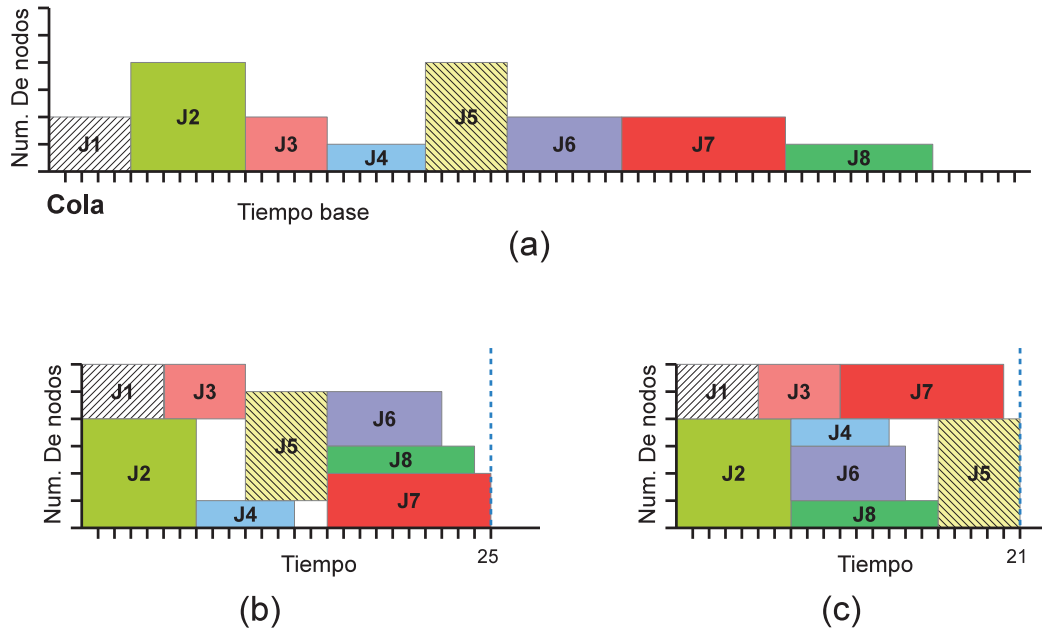 Num. De nodos
J1
J2
J3
J4
J5
J6
J7
J8
Cola
Tiempo base
(a)
Num. De nodos
J1
J3
J2
J4
J5
J6
J8
J7
Tiempo
25
(b)
Num. De nodos
J1
J3
J7
J2
J4
J6
J8
J5
Tiempo
21
(c)